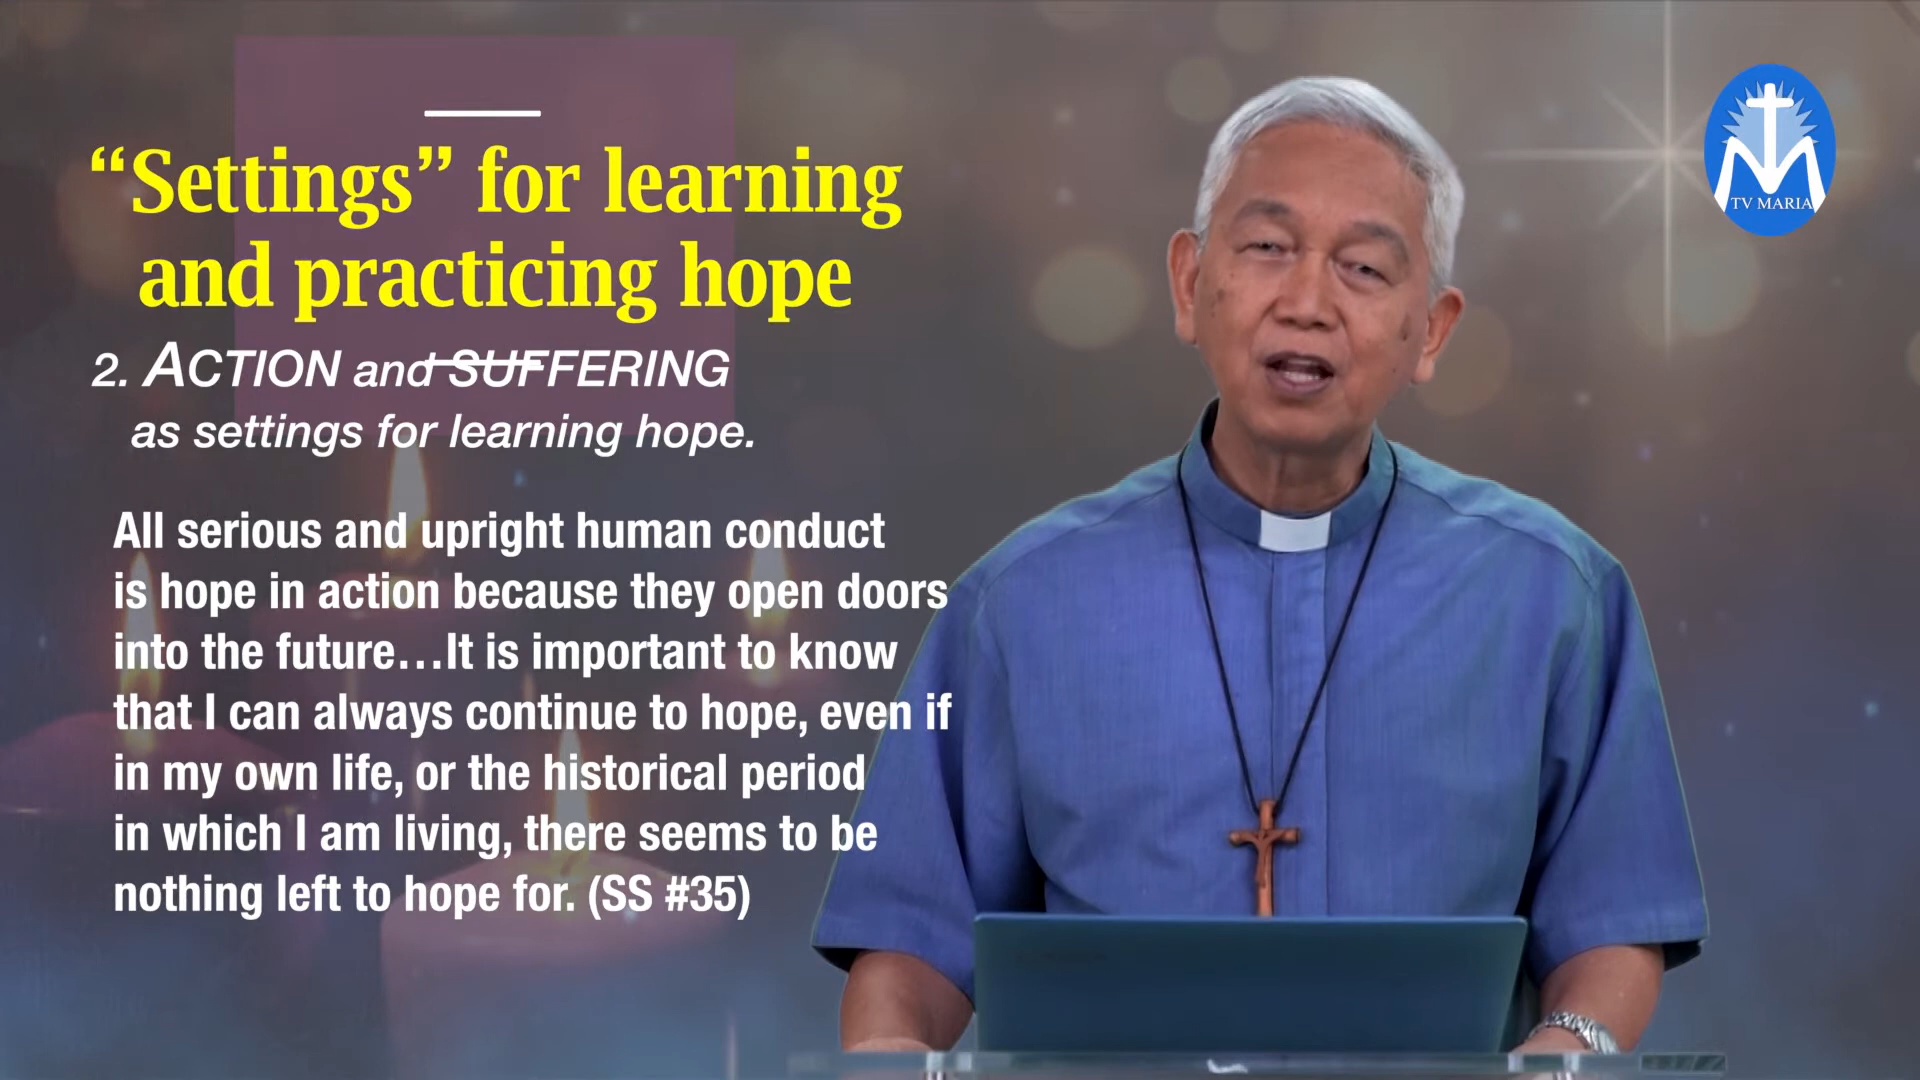 “Settings” for learning
and practicing hope
2. ACTION and SUFFERING
as settings for learning hope.
All serious and upright human conduct
is hope in action because they open doors
into the future…It is important to know
that I can always continue to hope, even if
in my own life, or the historical period
in which I am living, there seems to be
nothing left to hope for. (SS #35)
TV MARIA